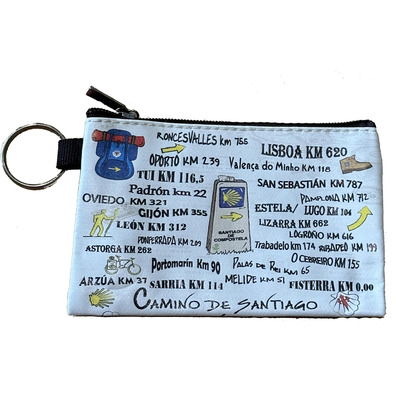 RONCESVALLES km 755
LISBOA KM 620
OPORTO KM 239
Valença do Minho KM 118
TUI KM 116,5
SAN SEBASTIÁN KM 787
Padrón km 22
PAMPLONA KM 712
OVIEDO KM 321
ESTELA/ LUGO KM 104
GIJÓN KM 355
LIZARRA KM 662
LEÓN KM 312
SANTIAGO DE COMPOSTELA
LOGROÑO KM 616
PONFERRADA KM 209
Trabadelo km 174
RIBADEO KM 199
ASTORGA KM 262
O CEBREIRO KM 155
Portomarín KM 90
PALAS DE REI KM 65
ARZÚA KM 37
SARRIA KM 114
MELIDE KM 51
FISTERRA KM 0.00
CAMINO DE SANTIAGO